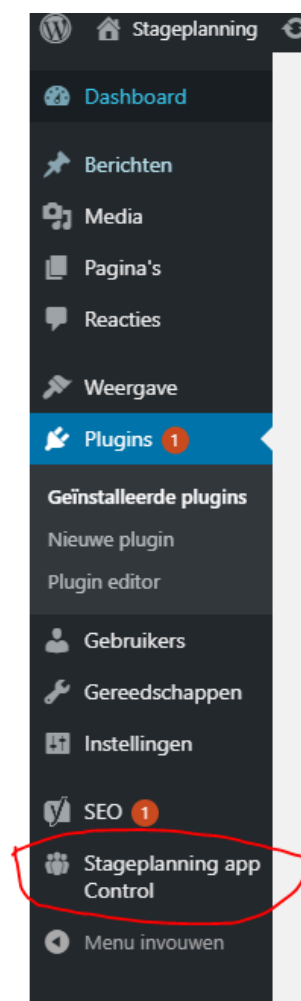 Stageplanning
Dashboard
Berichten
Media
Pagina's
Reacties
Weergave
Plugins 1
Geïnstalleerde plugins
Nieuwe plugin
Plugin editor
Gebruikers
Gereedschappen
Instellingen
SEO 1
Stageplanning app
Control
Menu invouwen